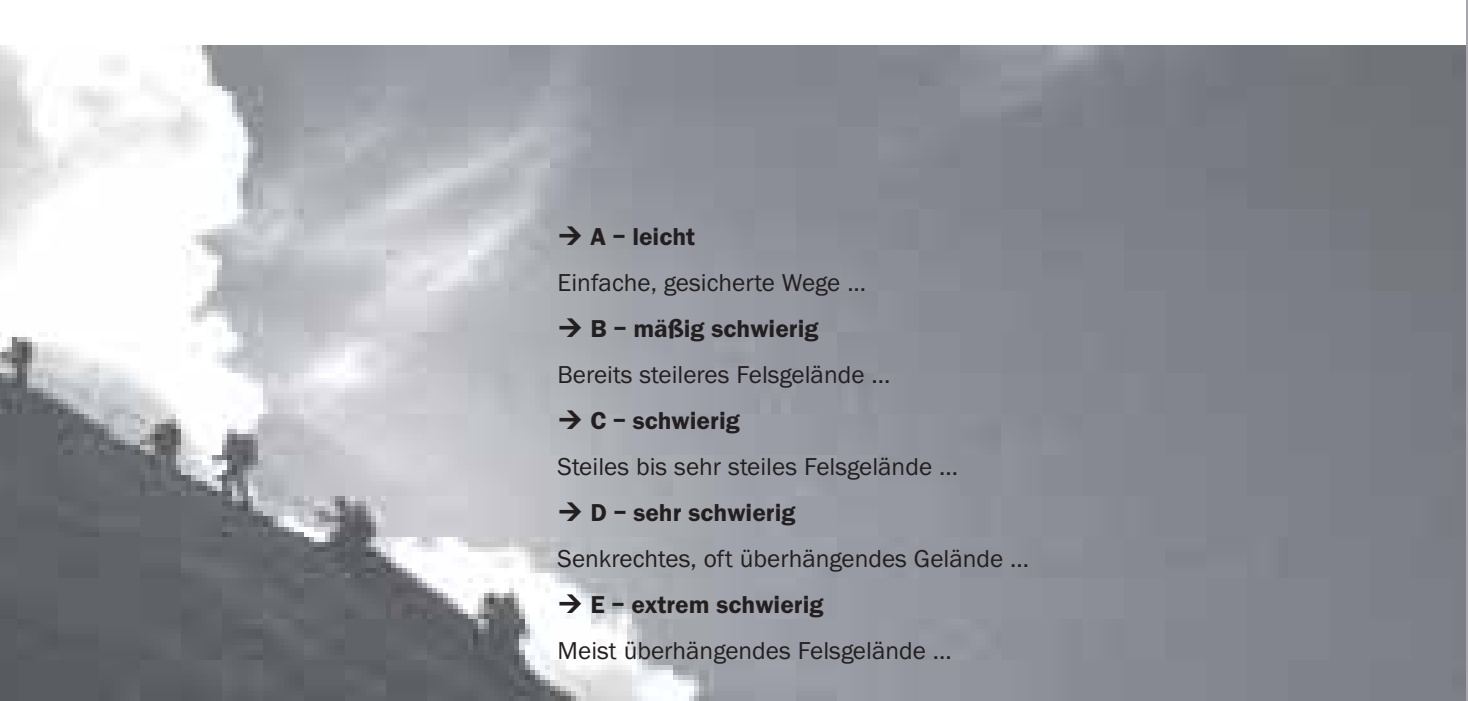 → A – leicht
Einfache, gesicherte Wege ...
→ B – mäßig schwierig
Bereits steileres Felsgelände ...
→ C – schwierig
Steiles bis sehr steiles Felsgelände ...
→ D – sehr schwierig
Senkrechtes, oft überhängendes Gelände ...
→ E – extrem schwierig
Meist überhängendes Felsgelände ...